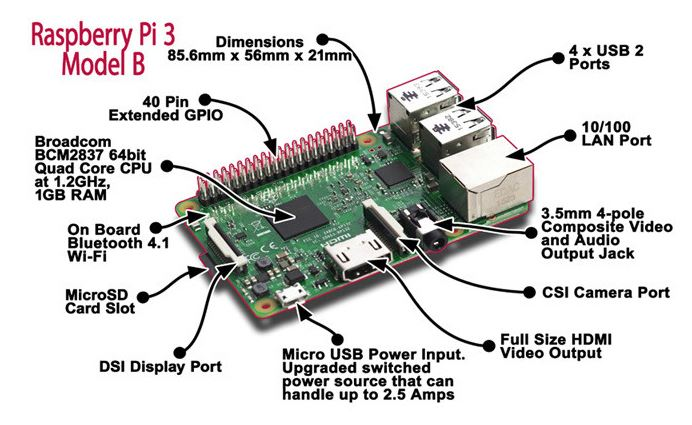 Raspberry Pi 3
Model B
Dimensions
85.6mm x 56mm x 21mm
4 x USB 2
Ports
40 Pin
Extended GPIO
10/100
LAN Port
Broadcom
BCM2837 64bit
Quad Core CPU
at 1.2GHz,
1GB RAM
On Board
Bluetooth 4.1
Wi-Fi
3.5mm 4-pole
Composite Video
and Audio
Output Jack
MicroSD
Card Slot
CSI Camera Port
HDMI
DSI Display Port
Micro USB Power Input.
Upgraded switched
power source that can
handle up to 2.5 Amps
Full Size HDMI
Video Output